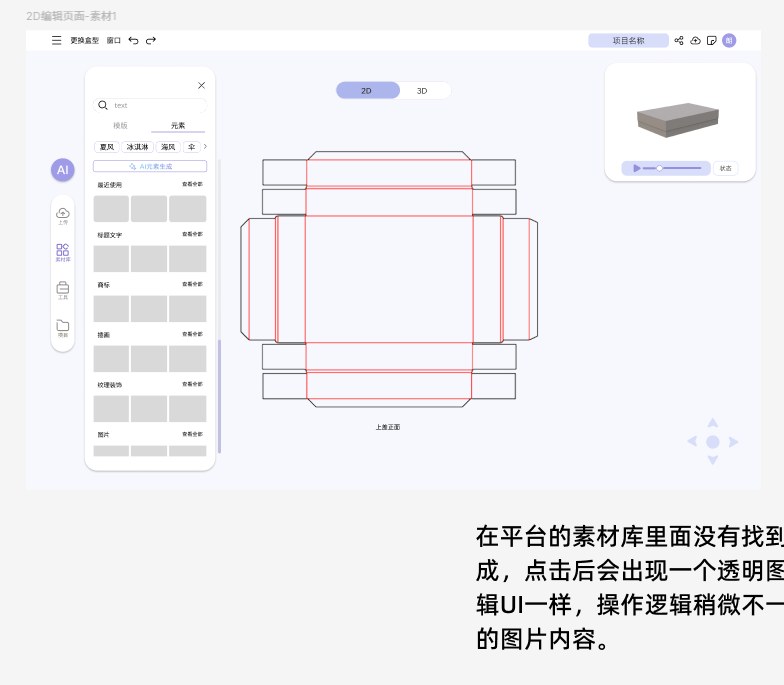 2D编辑页面-素材1
更换盒型 窗口
项目名称
text
模版 元素
夏风 冰淇淋 海风 伞
AI元素生成
最近使用 查看全部
标题文字 查看全部
商标 查看全部
插画 查看全部
纹理装饰 查看全部
图片 查看全部
AI
上传
素材库
工具
项目
2D 3D
状态
上盖正面
在平台的素材库里面没有找到
成，点击后会出现一个透明图
辑UI一样，操作逻辑稍微不一
的图片内容。